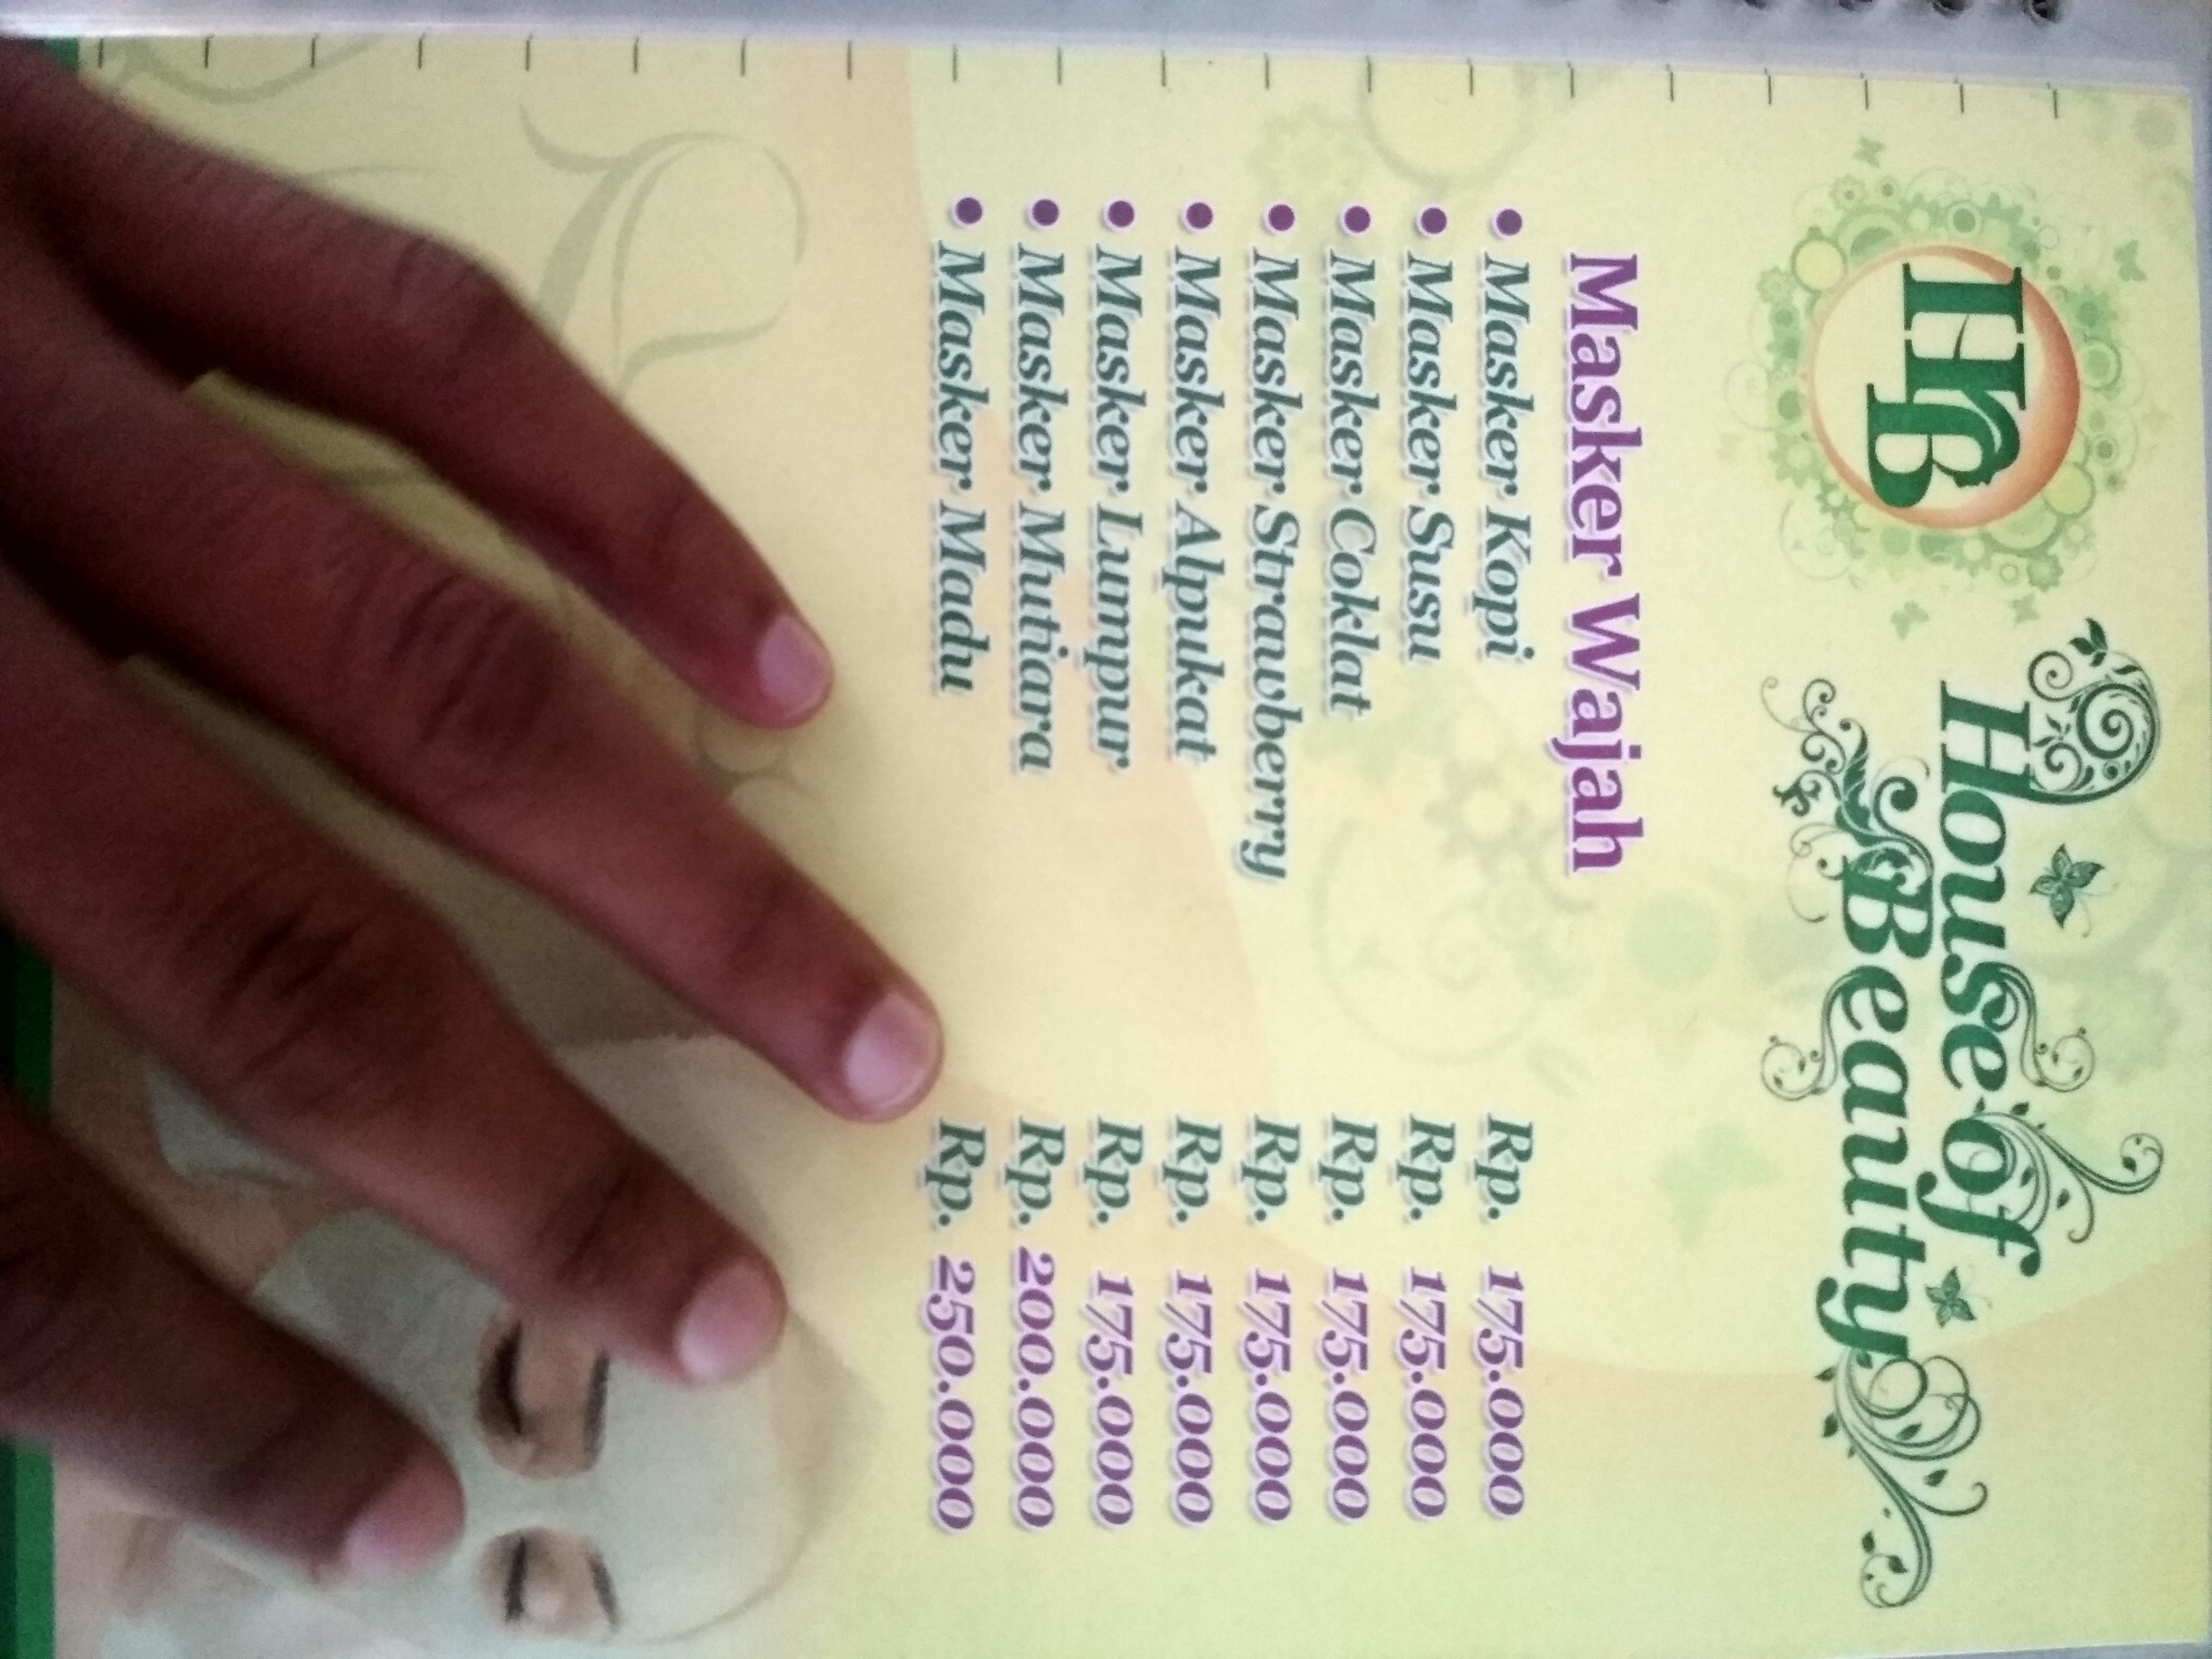 HB
House of
Beauty
Masker Wajah
• Masker Kopi Rp. 175.000
• Masker Susu Rp. 175.000
• Masker Coklat Rp. 175.000
• Masker Strawberry Rp. 175.000
• Masker Alpukat Rp. 175.000
• Masker Lumpur Rp. 175.000
• Masker Mutiara Rp. 200.000
• Masker Madu Rp. 250.000